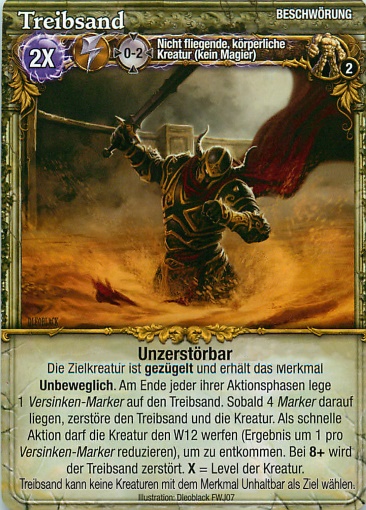 Treibsand
BESCHWÖRUNG
2X
0-2
Nicht fliegende, körperliche
Kreatur (kein Magier)
2
DLEOBLACK
Unzerstörbar
Die Zielkreatur ist gezügelt und erhält das Merkmal
Unbeweglich. Am Ende jeder ihrer Aktionsphasen lege
1 Versinken-Marker auf den Treibsand. Sobald 4 Marker darauf
liegen, zerstöre den Treibsand und die Kreatur. Als schnelle
Aktion darf die Kreatur den W12 werfen (Ergebnis um 1 pro
Versinken-Marker reduzieren), um zu entkommen. Bei 8+ wird
der Treibsand zerstört. X = Level der Kreatur.
Treibsand kann keine Kreaturen mit dem Merkmal Unhaltbar als Ziel wählen.
Illustration: Dleoblack FWJ07